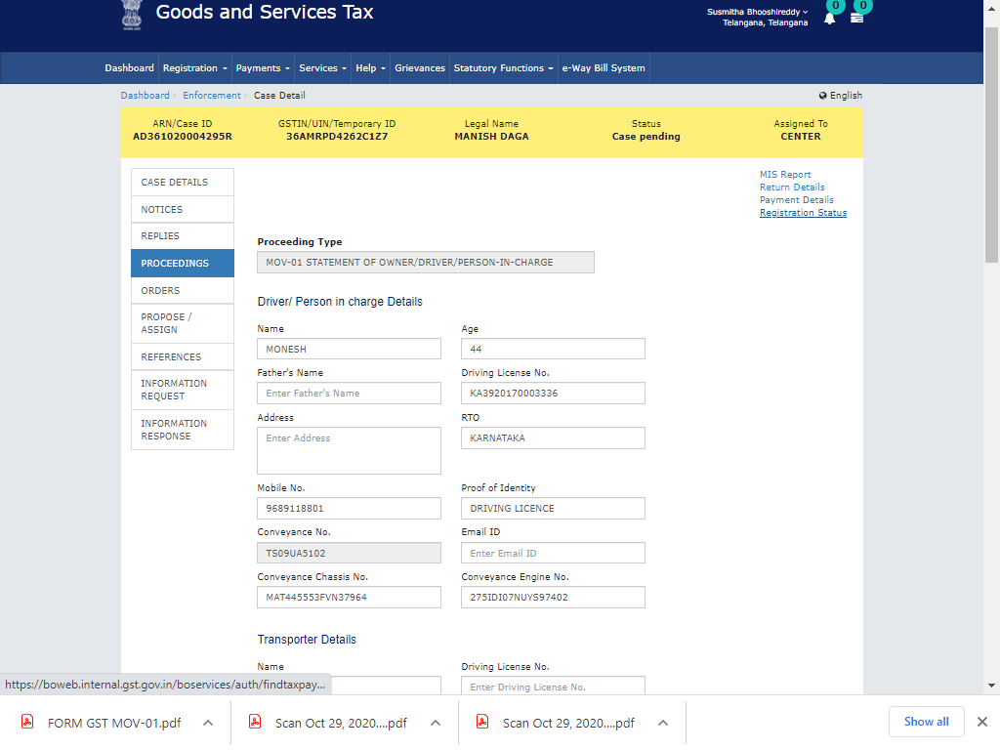 Goods and Services Tax
Susmitha Bhooshireddy
Telangana, Telangana
0
0
Dashboard Registration Payments Services Help Grievances Statutory Functions e-Way Bill System
Dashboard › Enforcement › Case Detail
English
ARN/Case ID GSTIN/UIN/Temporary ID Legal Name Status Assigned To
AD361020004295R 36AMRPD4262C1Z7 MANISH DAGA Case pending CENTER
CASE DETAILS
NOTICES
REPLIES
PROCEEDINGS
ORDERS
PROPOSE /
ASSIGN
REFERENCES
INFORMATION
REQUEST
INFORMATION
RESPONSE
MIS Report
Return Details
Payment Details
Registration Status
Proceeding Type
MOV-01 STATEMENT OF OWNER/DRIVER/PERSON-IN-CHARGE
Driver/ Person in charge Details
Name Age
MONESH 44
Father's Name Driving License No.
Enter Father's Name KA3920170003336
Address RTO
Enter Address KARNATAKA
Mobile No. Proof of Identity
9689118801 DRIVING LICENCE
Conveyance No. Email ID
TS09UA5102 Enter Email ID
Conveyance Chassis No. Conveyance Engine No.
MAT445553FVN37964 275IDI07NUYS97402
Transporter Details
Name Driving License No.
Enter Driving License No.
https://boweb.internal.gst.gov.in/boservices/auth/findtaxpay...
FORM GST MOV-01.pdf Scan Oct 29, 2020....pdf Scan Oct 29, 2020....pdf Show all